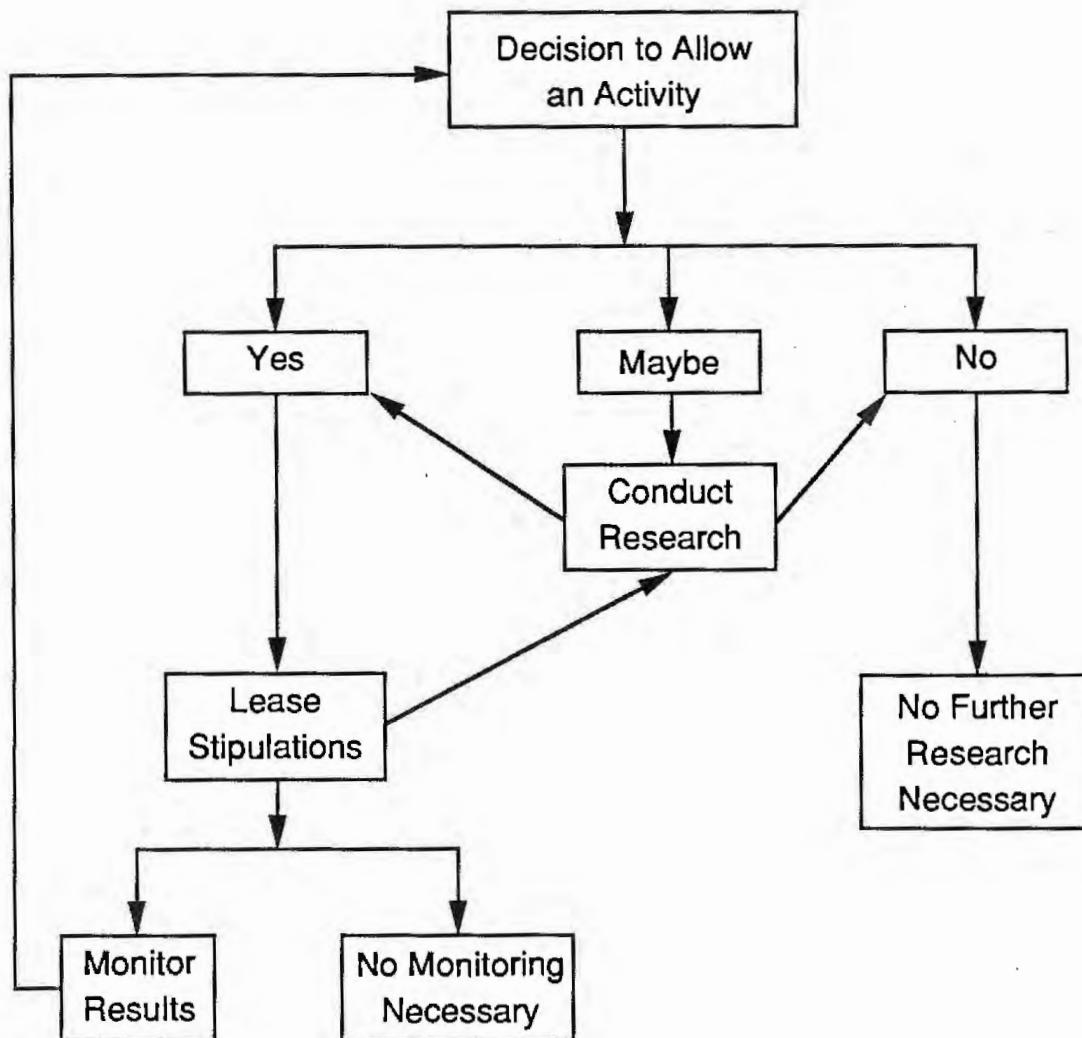 Decision to Allow
an Activity
Yes
Maybe
No
Conduct
Research
Lease
Stipulations
No Further
Research
Necessary
Monitor
Results
No Monitoring
Necessary